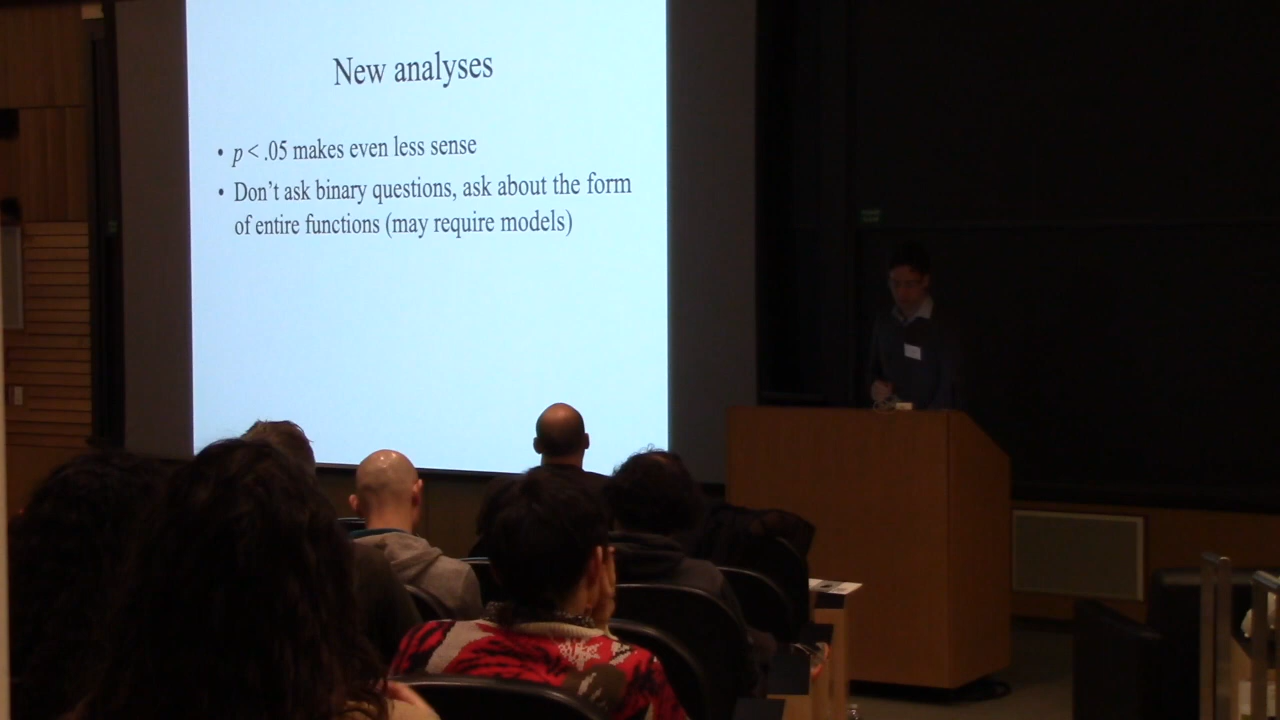 New analyses
• p < .05 makes even less sense
• Don't ask binary questions, ask about the form
of entire functions (may require models)